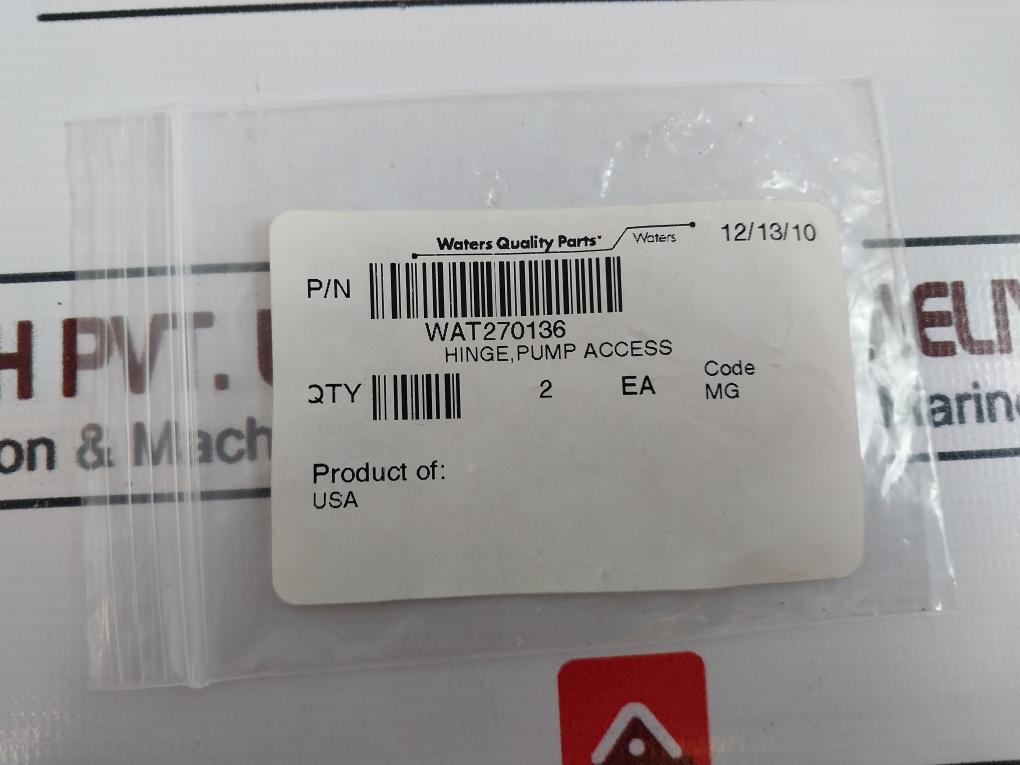 Waters Quality Parts Waters 12/13/10
P/N
WAT270136
HINGE,PUMP ACCESS
QTY 2 EA Code
MG
Product of:
USA
H PVT.
on & Mach
Marine